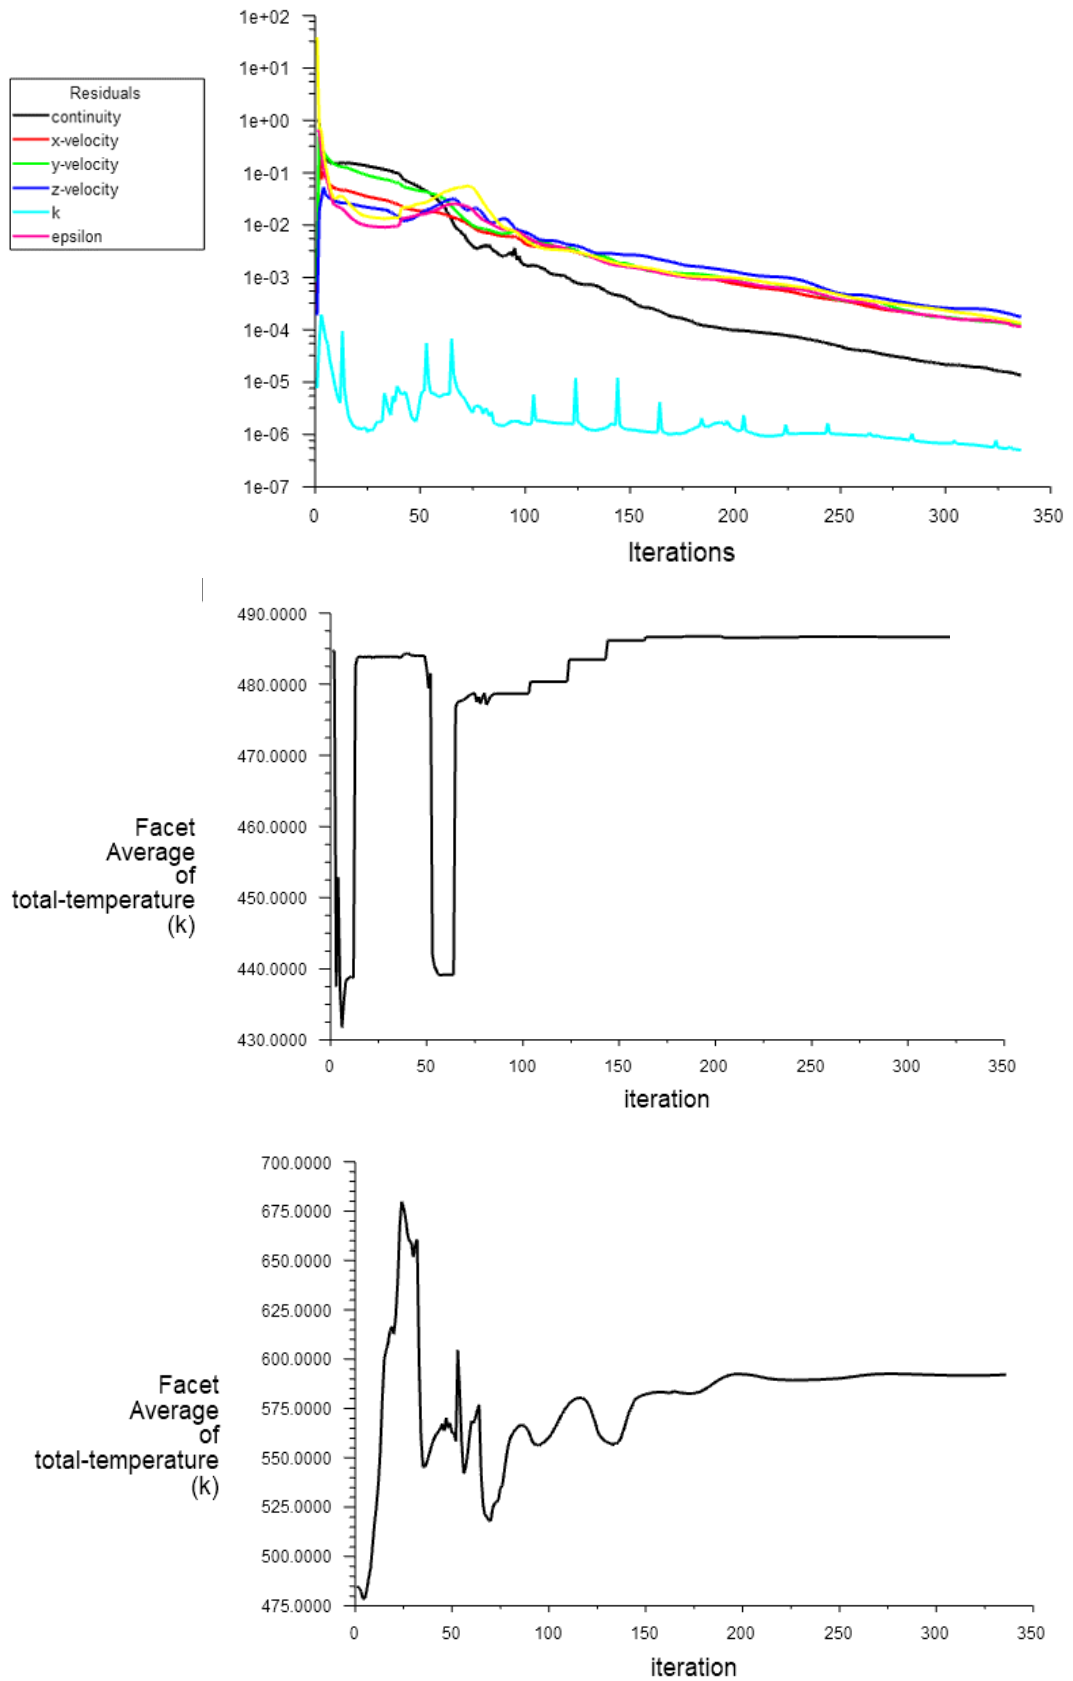 1e+02
1e+01
1e+00
1e-01
1e-02
1e-03
1e-04
1e-05
1e-06
1e-07
Residuals
continuity
x-velocity
y-velocity
z-velocity
k
epsilon
0 50 100 150 200 250 300 350
Iterations
490.0000
480.0000
470.0000
460.0000
450.0000
440.0000
430.0000
Facet
Average
of
total-temperature
(k)
0 50 100 150 200 250 300 350
iteration
700.0000
675.0000
650.0000
625.0000
600.0000
575.0000
550.0000
525.0000
500.0000
475.0000
Facet
Average
of
total-temperature
(k)
0 50 100 150 200 250 300 350
iteration